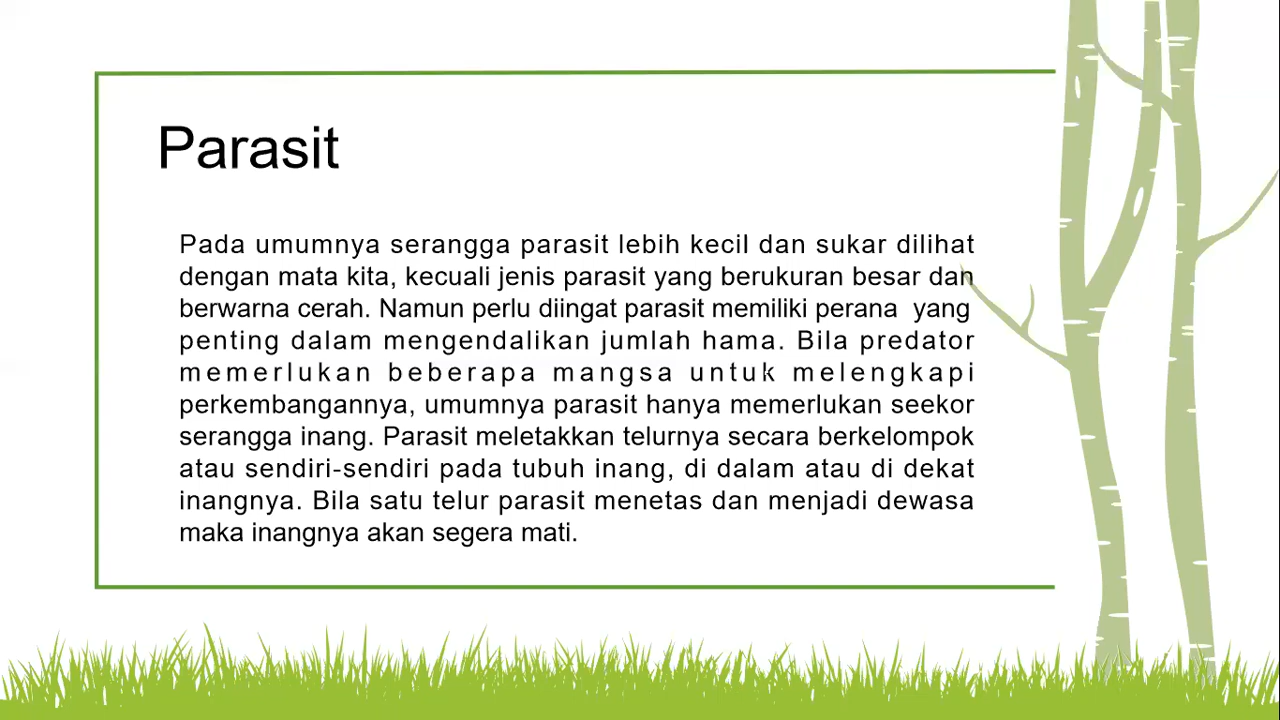 Parasit
Pada umumnya serangga parasit lebih kecil dan sukar dilihat
dengan mata kita, kecuali jenis parasit yang berukuran besar dan
berwarna cerah. Namun perlu diingat parasit memiliki perana  yang
penting dalam mengendalikan jumlah hama. Bila predator
memerlukan beberapa mangsa untuk melengkapi
perkembangannya, umumnya parasit hanya memerlukan seekor
serangga inang. Parasit meletakkan telurnya secara berkelompok
atau sendiri-sendiri pada tubuh inang, di dalam atau di dekat
inangnya. Bila satu telur parasit menetas dan menjadi dewasa
maka inangnya akan segera mati.